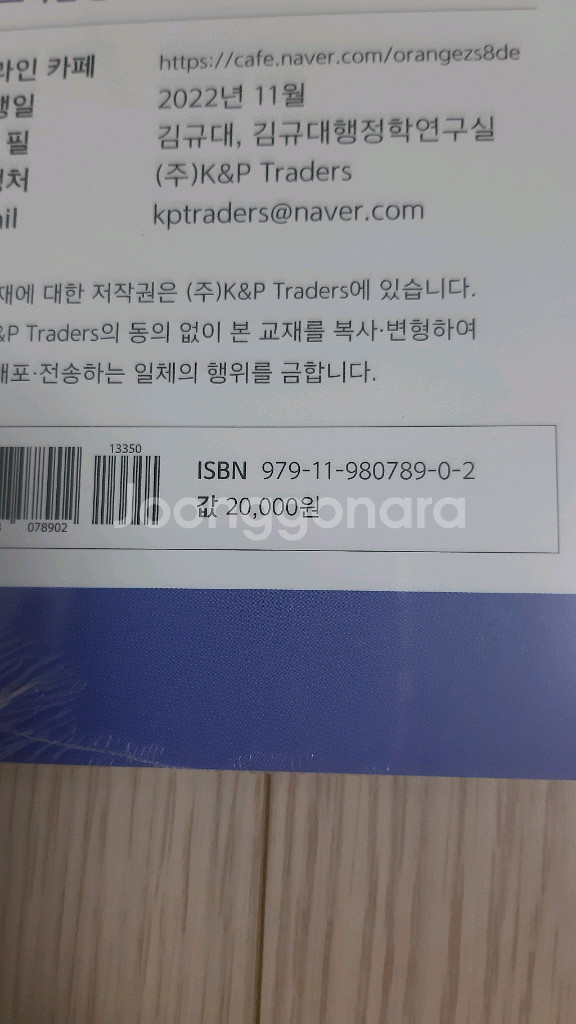 라인 카페 https://cafe.naver.com/orangezs8de
행일 2022년 11월
필 김규대, 김규대행정학연구실
처 (주)K&P Traders
ail kptraders@naver.com
재에 대한 저작권은 (주)K&P Traders에 있습니다.
&P Traders의 동의 없이 본 교재를 복사·변형하여
배포·전송하는 일체의 행위를 금합니다.
13350
078902
ISBN 979-11-980789-0-2
값 20,000원
Joonggonara